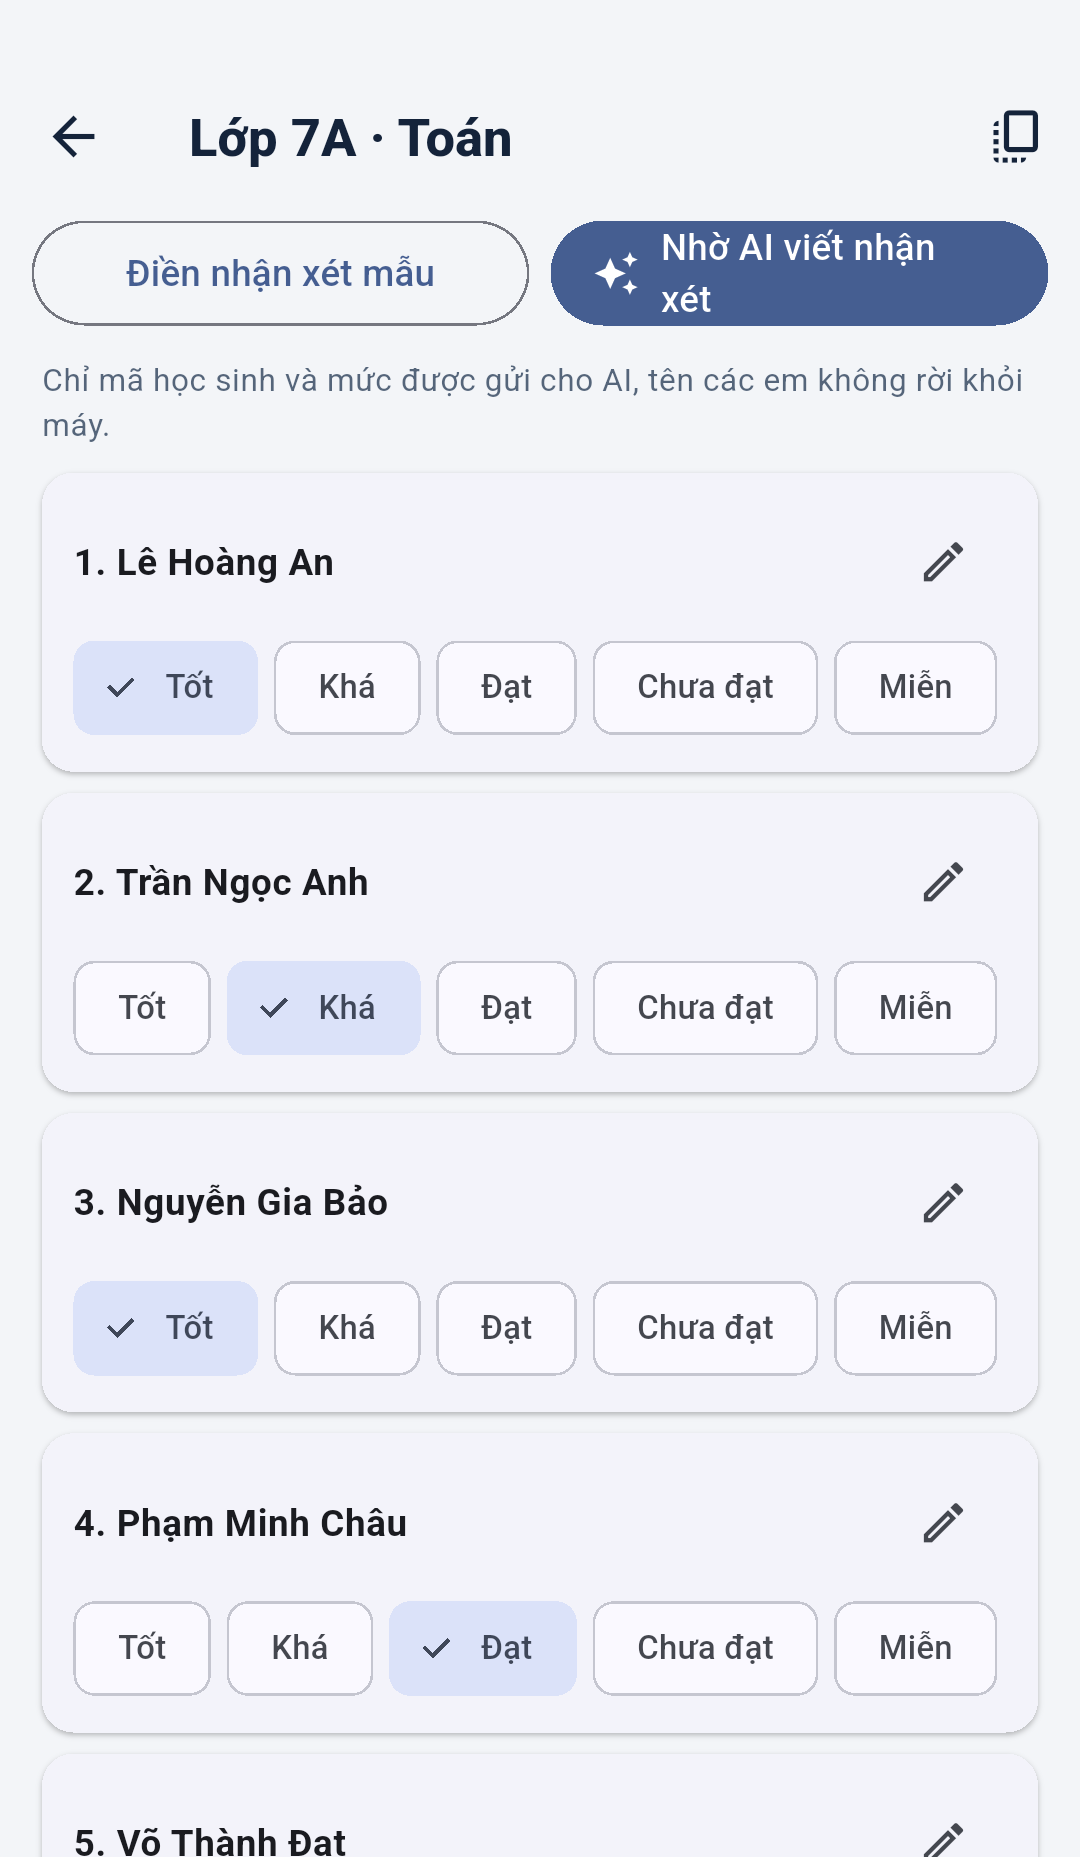 Lớp 7A · Toán
Điền nhận xét mẫu
Nhờ AI viết nhận
xét
Chỉ mã học sinh và mức được gửi cho AI, tên các em không rời khỏi
máy.
1. Lê Hoàng An
Tốt Khá Đạt Chưa đạt Miễn
2. Trần Ngọc Anh
Tốt Khá Đạt Chưa đạt Miễn
3. Nguyễn Gia Bảo
Tốt Khá Đạt Chưa đạt Miễn
4. Phạm Minh Châu
Tốt Khá Đạt Chưa đạt Miễn
5. Võ Thành Đạt